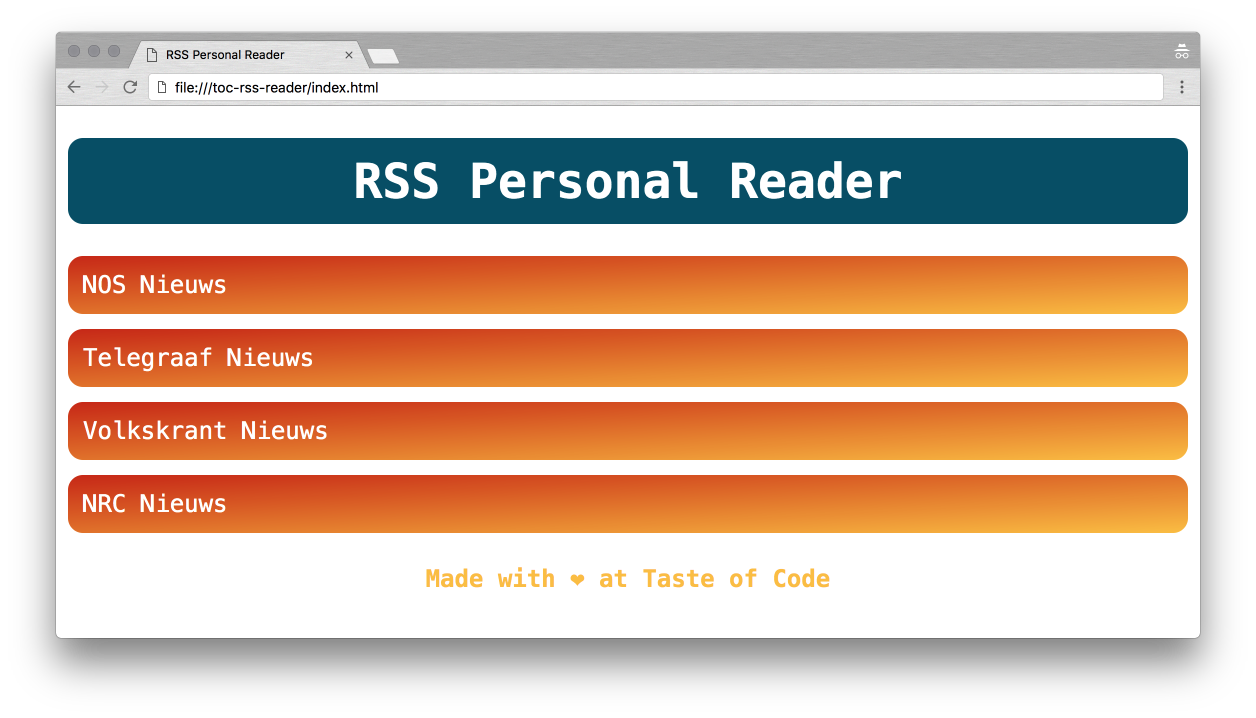 RSS Personal Reader
file:///toc-rss-reader/index.html
RSS Personal Reader
NOS Nieuws
Telegraaf Nieuws
Volkskrant Nieuws
NRC Nieuws
Made with ❤ at Taste of Code